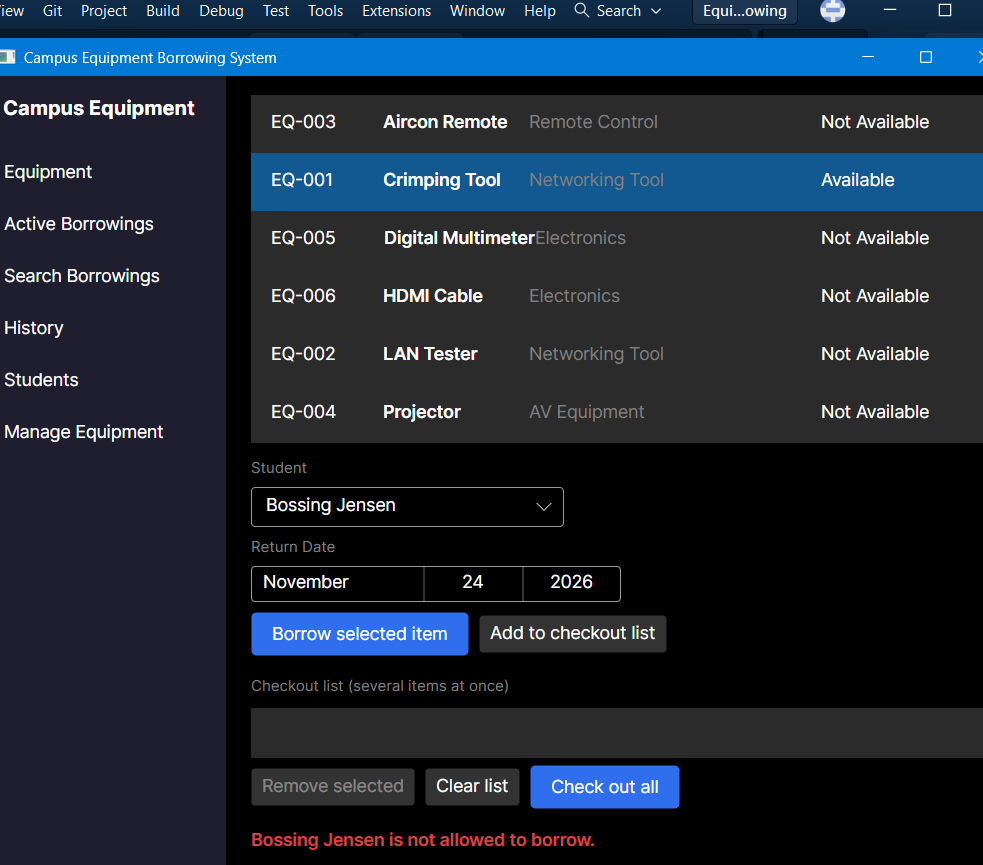 iew Git Project Build Debug Test Tools Extensions Window Help Search Equi...owing
Campus Equipment Borrowing System
Campus Equipment
Equipment
Active Borrowings
Search Borrowings
History
Students
Manage Equipment
EQ-003 Aircon Remote Remote Control Not Available
EQ-001 Crimping Tool Networking Tool Available
EQ-005 Digital Multimeter Electronics Not Available
EQ-006 HDMI Cable Electronics Not Available
EQ-002 LAN Tester Networking Tool Not Available
EQ-004 Projector AV Equipment Not Available
Student
Bossing Jensen
Return Date
November 24 2026
Borrow selected item Add to checkout list
Checkout list (several items at once)
Remove selected Clear list Check out all
Bossing Jensen is not allowed to borrow.